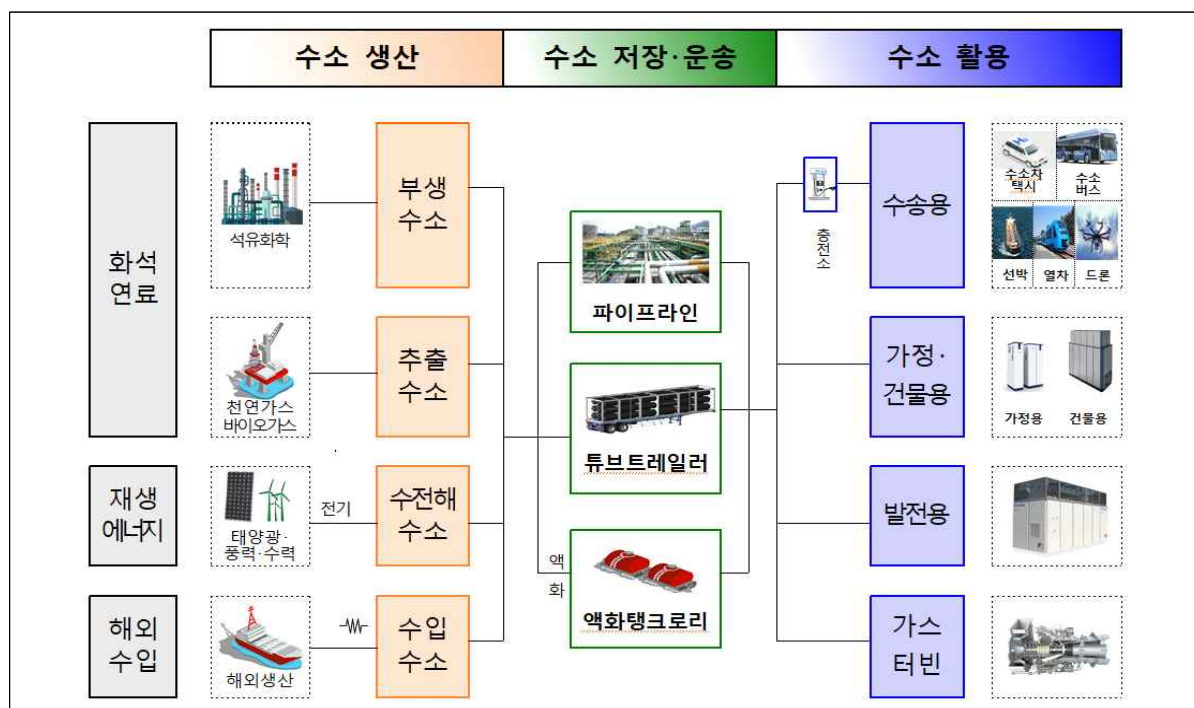 수소 생산
수소 저장·운송
수소 활용
화석
연료
석유화학
부생
수소
천연가스
바이오가스
추출
수소
재생
에너지
태양광·
풍력·수력
전기
수전해
수소
해외
수입
해외생산
수입
수소
파이프라인
튜브트레일러
액
화
액화탱크로리
충
전
소
수송용
수소차
택시
수소
버스
선박
열차
드론
가정·
건물용
가정용
건물용
발전용
가스
터빈